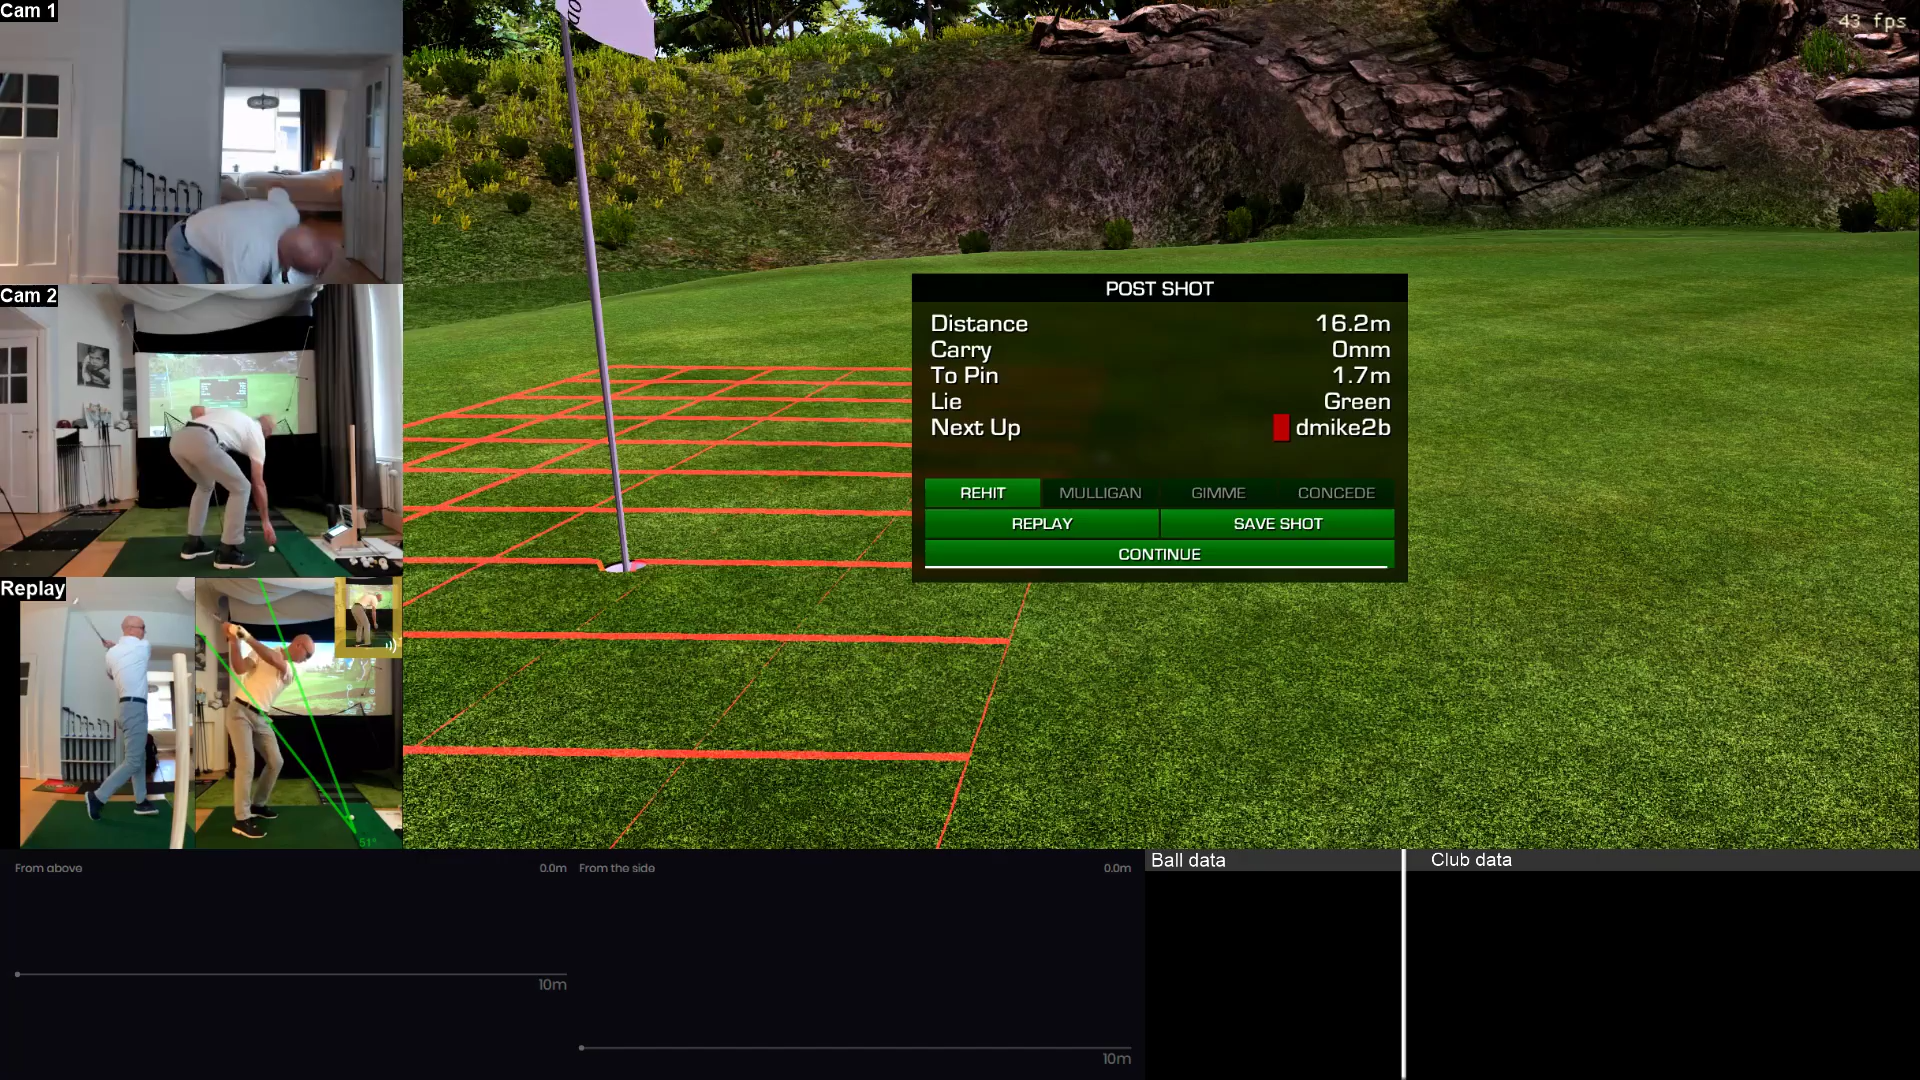 Cam 1
43 fps
Cam 2
POST SHOT
Distance 16.2m
Carry 0mm
To Pin 1.7m
Lie Green
Next Up dmike2b
REHIT MULLIGAN GIMME CONCEDE
REPLAY SAVE SHOT
CONTINUE
Replay
51°
From above 0.0m
From the side 0.0m
Ball data
Club data
10m
10m